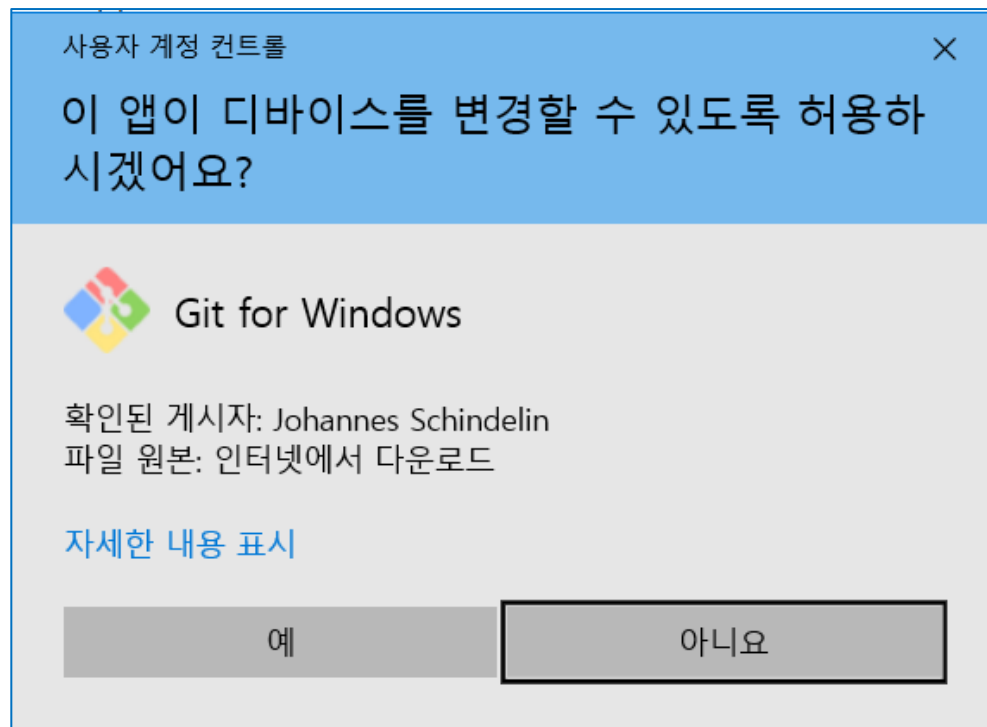 사용자 계정 컨트롤
이 앱이 디바이스를 변경할 수 있도록 허용하
시겠어요?
Git for Windows
확인된 게시자: Johannes Schindelin
파일 원본: 인터넷에서 다운로드
자세한 내용 표시
예
아니요